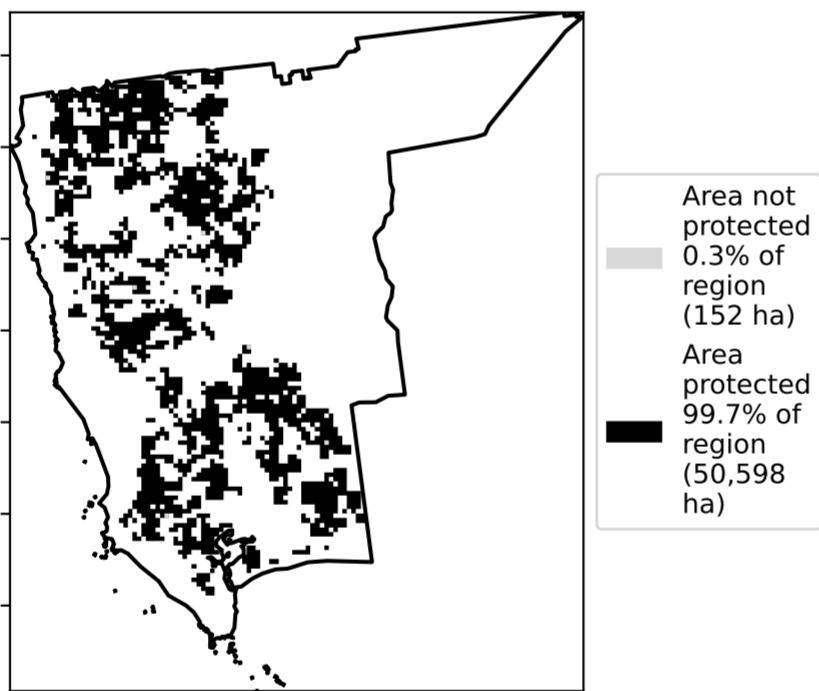 Area not
protected
0.3% of
region
(152 ha)
Area
protected
99.7% of
region
(50,598
ha)